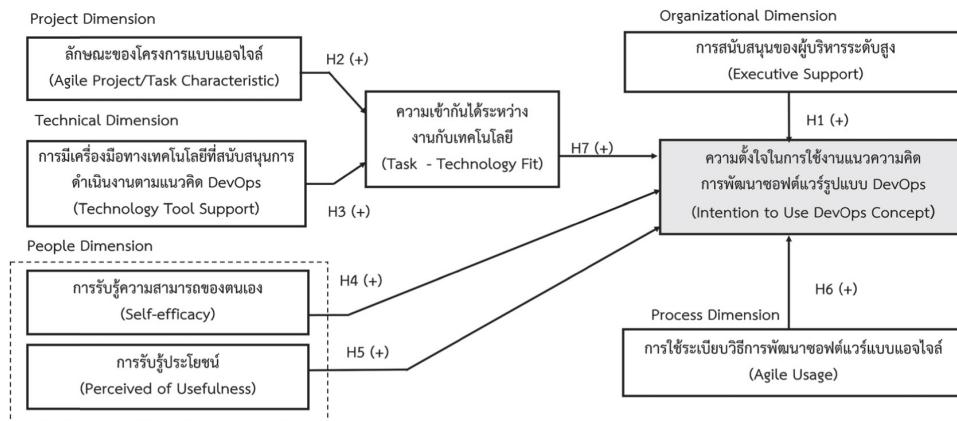 Project Dimension
ลักษณะของโครงการแบบแอจไจล์
(Agile Project/Task Characteristic)
H2 (+)
Technical Dimension
การมีเครื่องมือทางเทคโนโลยีที่สนับสนุนการ
ดำเนินงานตามแนวคิด DevOps
(Technology Tool Support)
H3 (+)
ความเข้ากันได้ระหว่าง
งานกับเทคโนโลยี
(Task - Technology Fit)
H7 (+)
Organizational Dimension
การสนับสนุนของผู้บริหารระดับสูง
(Executive Support)
H1 (+)
ความตั้งใจในการใช้งานแนวความคิด
การพัฒนาซอฟต์แวร์รูปแบบ DevOps
(Intention to Use DevOps Concept)
People Dimension
การรับรู้ความสามารถของตนเอง
(Self-efficacy)
H4 (+)
การรับรู้ประโยชน์
(Perceived of Usefulness)
H5 (+)
H6 (+)
Process Dimension
การใช้ระเบียบวิธีการพัฒนาซอฟต์แวร์แบบแอจไจล์
(Agile Usage)